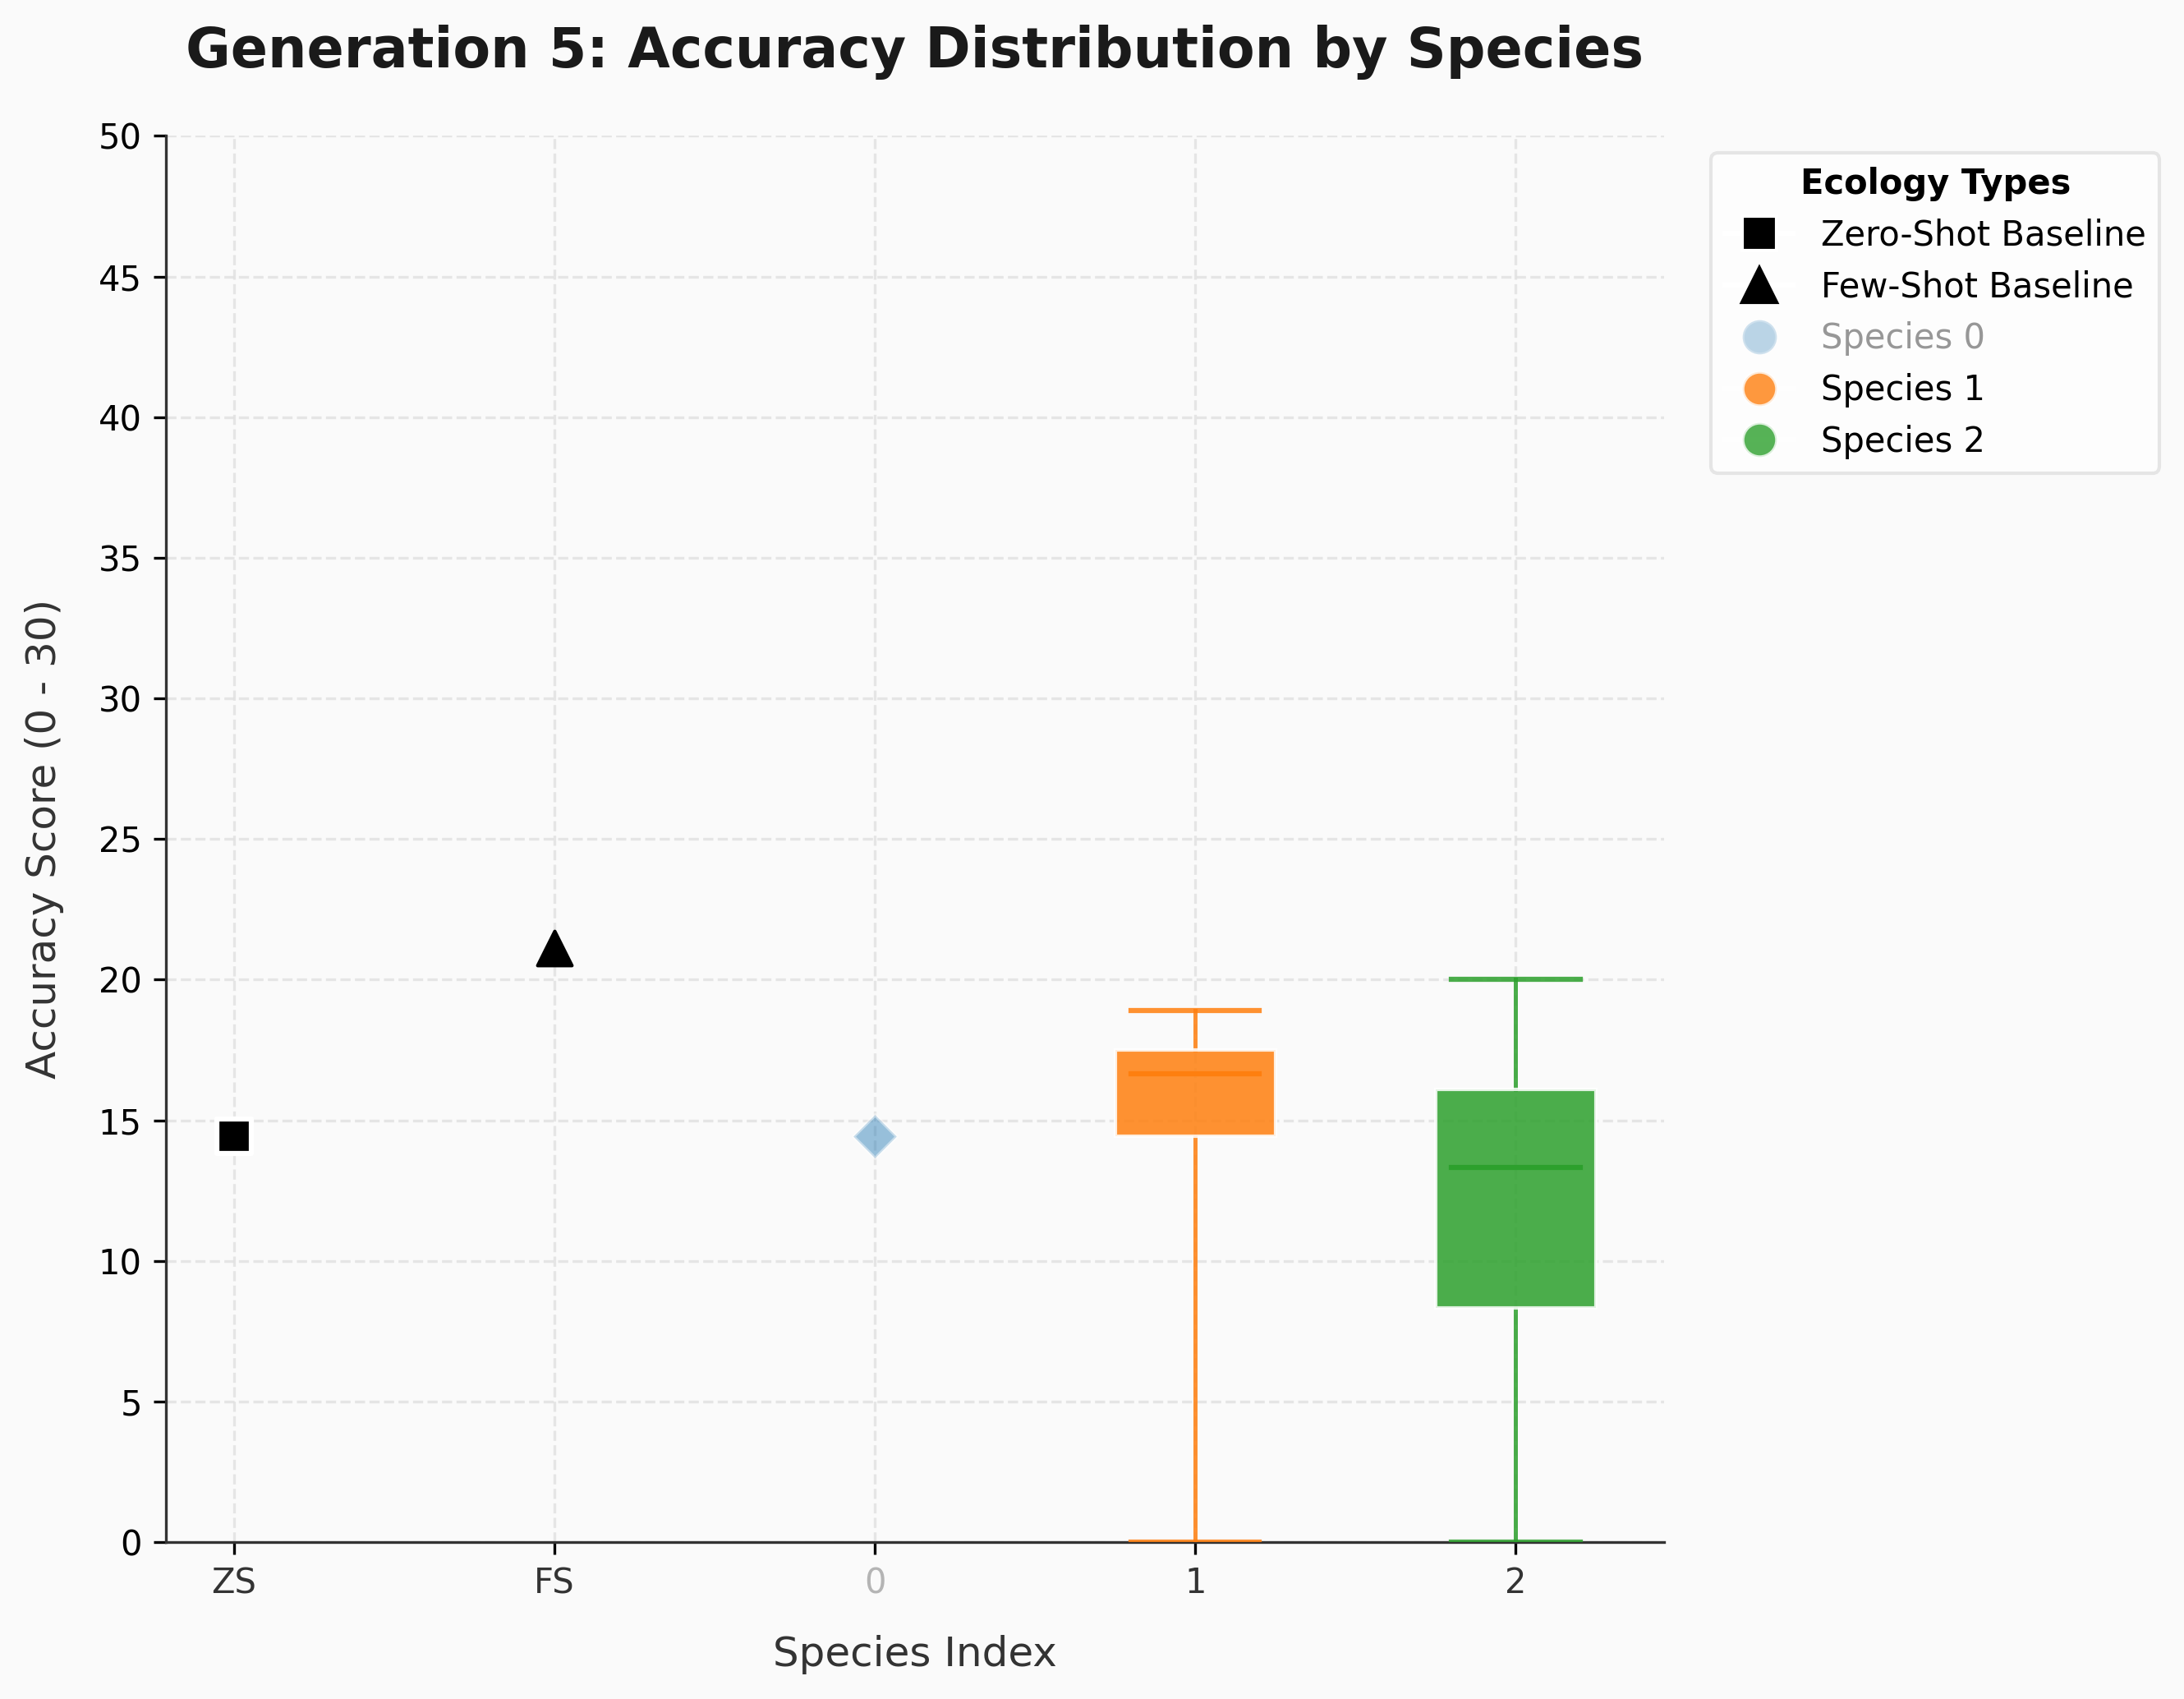 Generation 5: Accuracy Distribution by Species
50
45
40
35
30
25
20
15
10
5
0
Accuracy Score (0 - 30)
ZS
FS
0
1
2
Species Index
Ecology Types
Zero-Shot Baseline
Few-Shot Baseline
Species 0
Species 1
Species 2